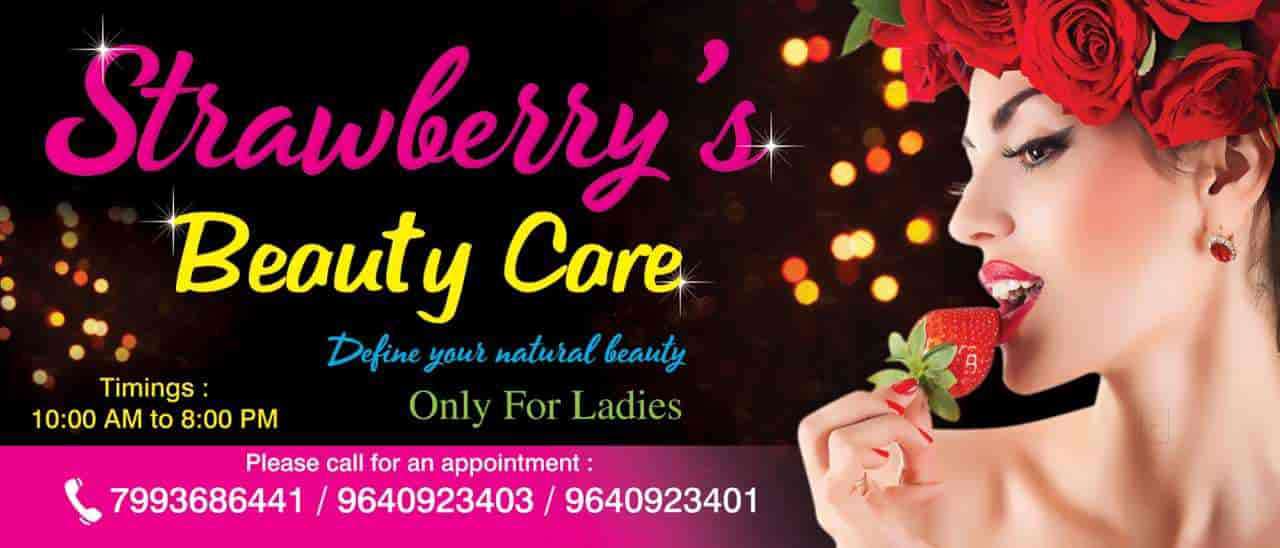 Strawberry's
Beauty Care
Define your natural beauty
Only For Ladies
Timings :
10:00 AM to 8:00 PM
Please call for an appointment :
7993686441 / 9640923403 / 9640923401